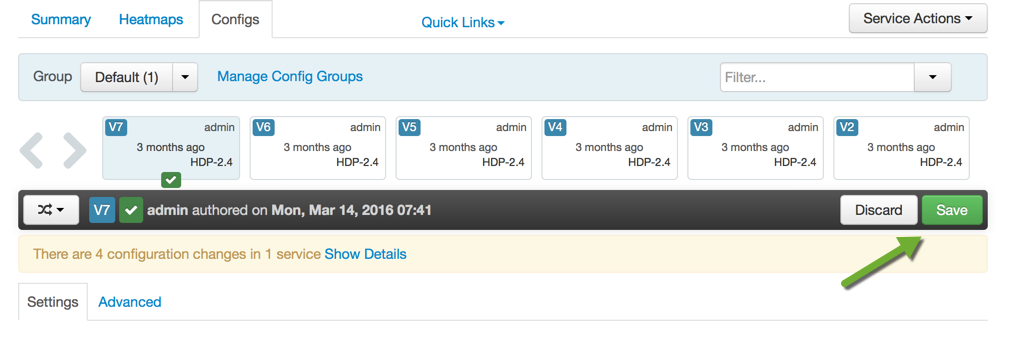 Summary Heatmaps Configs Quick Links Service Actions
Group Default (1) Manage Config Groups Filter...
V7 admin V6 admin V5 admin V4 admin V3 admin V2 admin
3 months ago 3 months ago 3 months ago 3 months ago 3 months ago 3 months ago
HDP-2.4 HDP-2.4 HDP-2.4 HDP-2.4 HDP-2.4 HDP-2.4
V7 admin authored on Mon, Mar 14, 2016 07:41 Discard Save
There are 4 configuration changes in 1 service Show Details
Settings Advanced